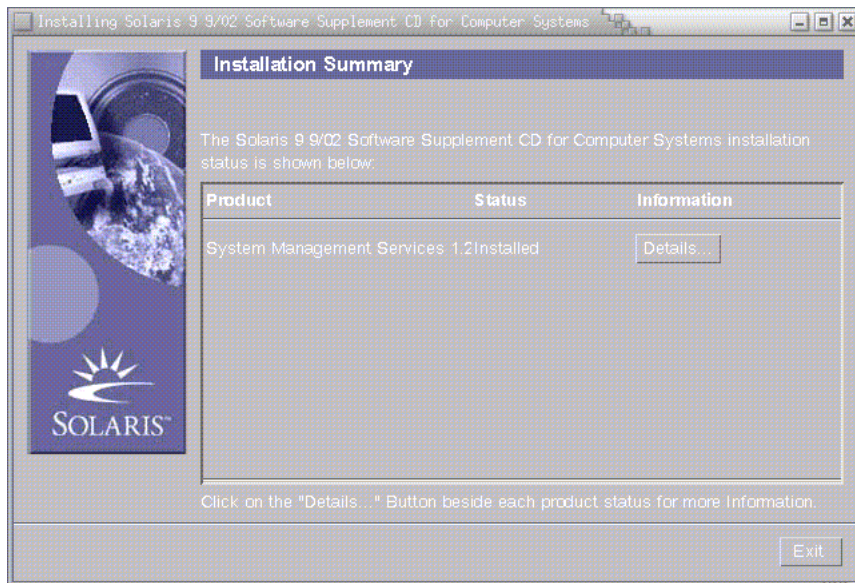 Installing Solaris 9 9/02 Software Supplement CD for Computer Systems
Installation Summary
The Solaris 9 9/02 Software Supplement CD for Computer Systems installation
status is shown below:
Product Status Information
System Management Services 1.2Installed Details...
SOLARIS™
Click on the "Details..." Button beside each product status for more Information.
Exit